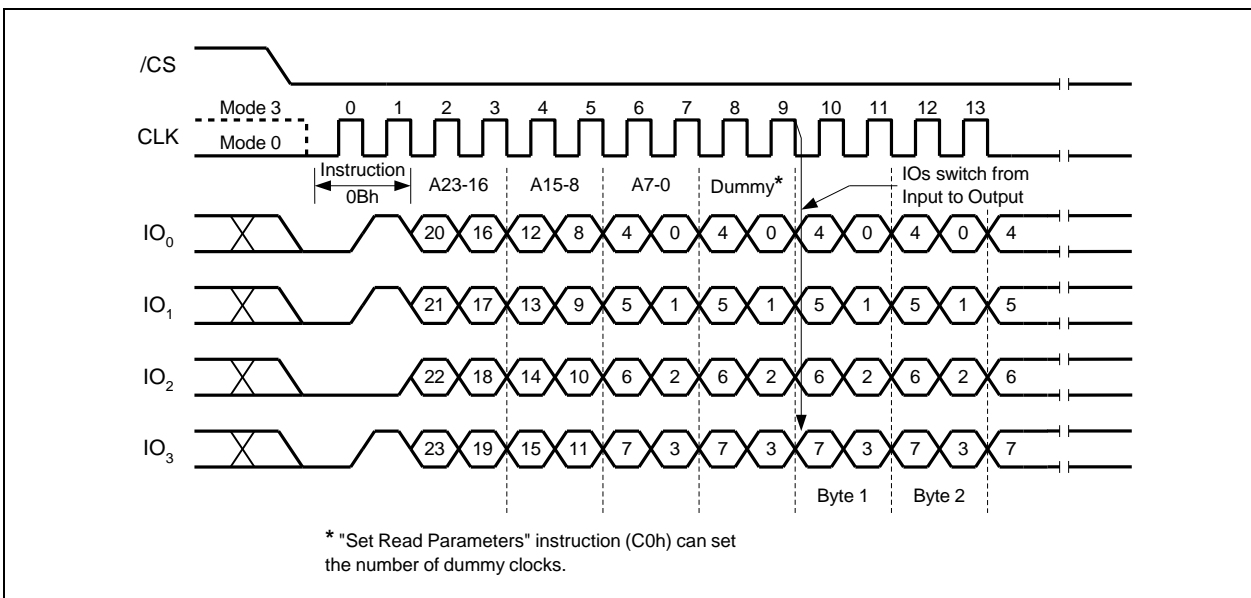 /CS
Mode 3 0 1 2 3 4 5 6 7 8 9 10 11 12 13
CLK
Mode 0
Instruction
0Bh
A23-16 A15-8 A7-0 Dummy*
IOs switch from
Input to Output
IO0 20 16 12 8 4 0 4 0 4 0 4 0 4
IO1 21 17 13 9 5 1 5 1 5 1 5 1 5
IO2 22 18 14 10 6 2 6 2 6 2 6 2 6
IO3 23 19 15 11 7 3 7 3 7 3 7 3 7
Byte 1 Byte 2
* "Set Read Parameters" instruction (C0h) can set
the number of dummy clocks.